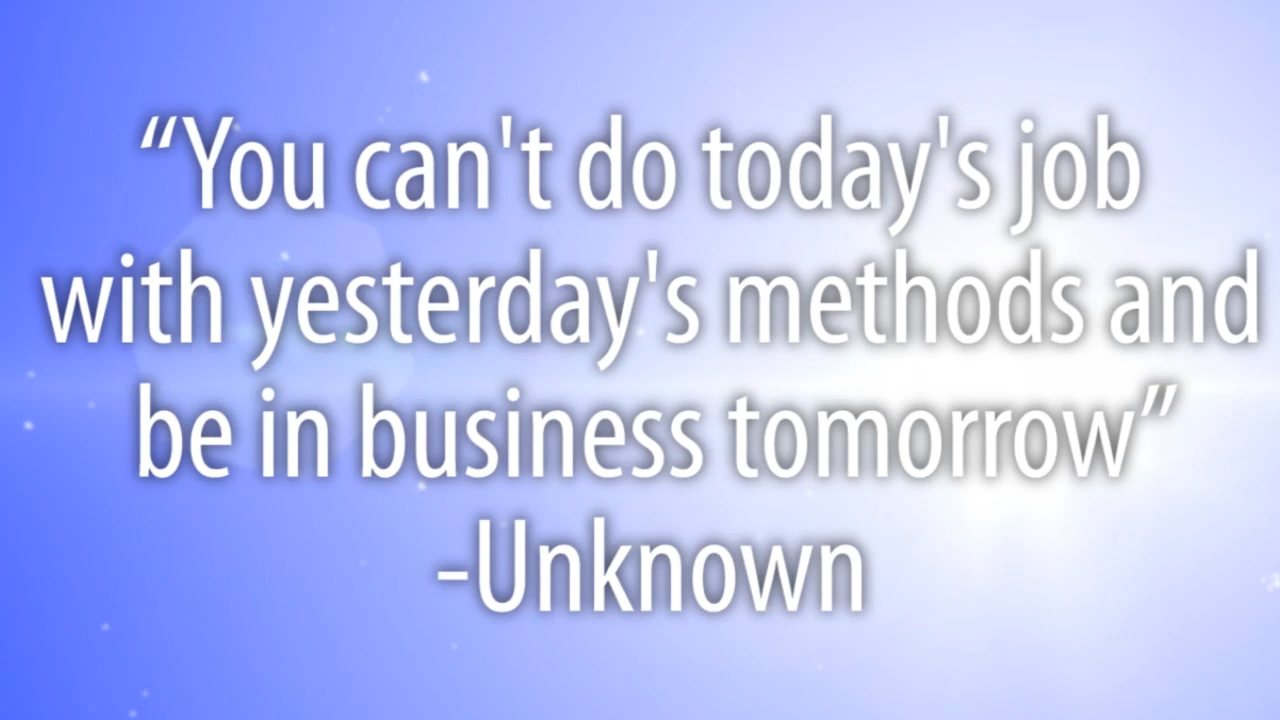 “You can't do today's job
with yesterday's methods and
be in business tomorrow”
-Unknown